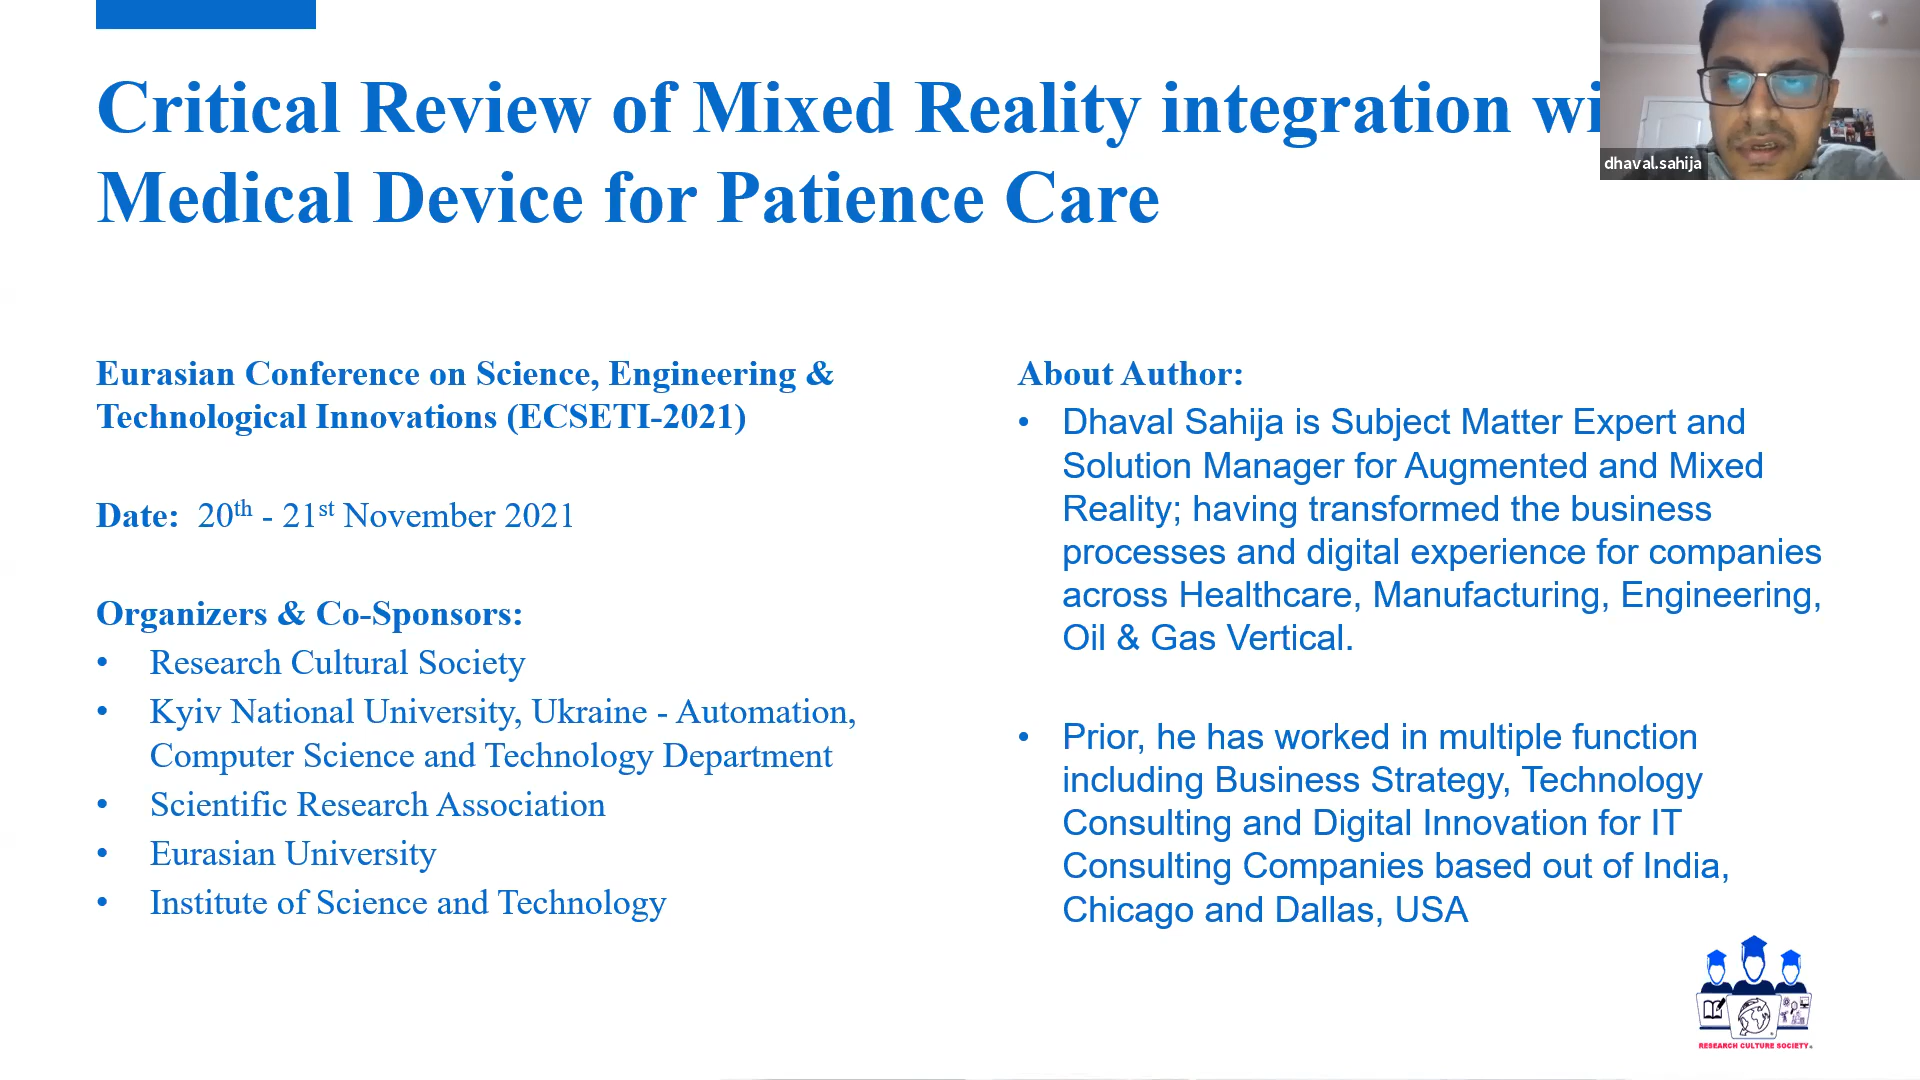 Critical Review of Mixed Reality integration
Medical Device for Patience Care
dhaval.sahija
Eurasian Conference on Science, Engineering &
Technological Innovations (ECSETI-2021)
Date: 20th - 21st November 2021
Organizers & Co-Sponsors:
• Research Cultural Society
• Kyiv National University, Ukraine - Automation,
Computer Science and Technology Department
• Scientific Research Association
• Eurasian University
• Institute of Science and Technology
About Author:
• Dhaval Sahija is Subject Matter Expert and
Solution Manager for Augmented and Mixed
Reality; having transformed the business
processes and digital experience for companies
across Healthcare, Manufacturing, Engineering,
Oil & Gas Vertical.
• Prior, he has worked in multiple function
including Business Strategy, Technology
Consulting and Digital Innovation for IT
Consulting Companies based out of India,
Chicago and Dallas, USA
RESEARCH CULTURE SOCIETY